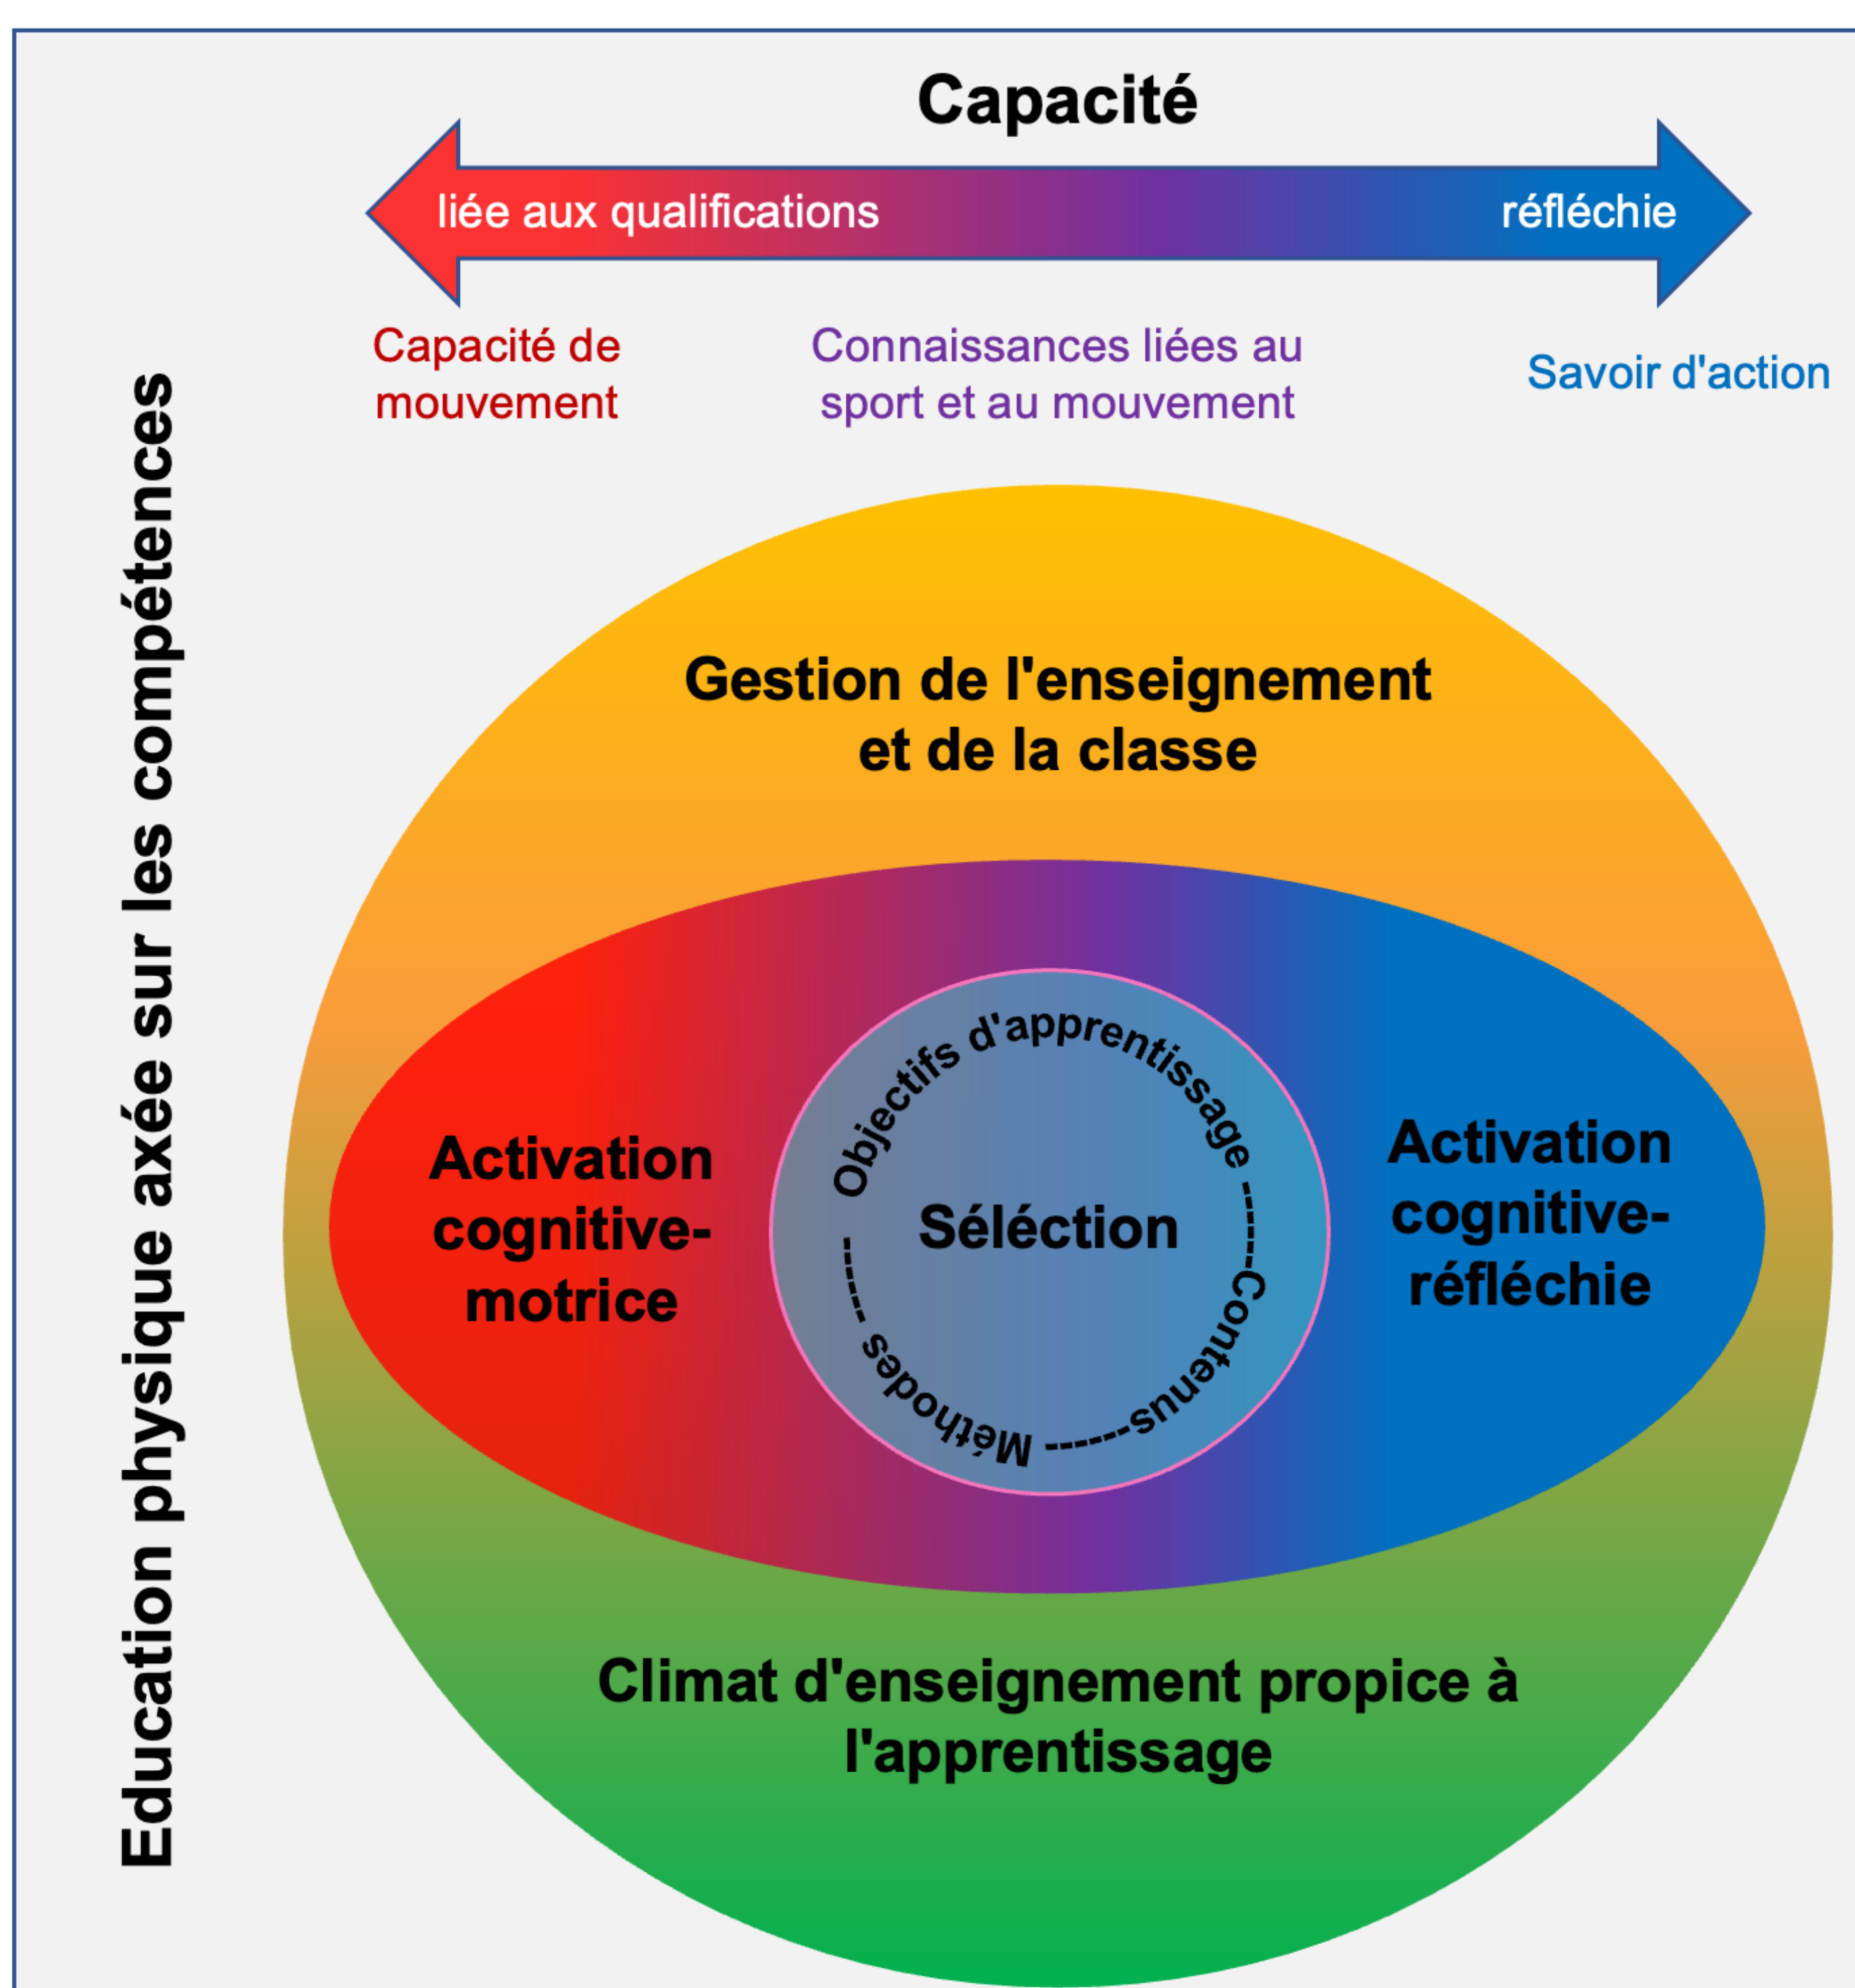 Capacité
liée aux qualifications
réfléchie
Capacité de
mouvement
Connaissances liées au
sport et au mouvement
Savoir d'action
Education physique axée sur les compétences
Gestion de l'enseignement
et de la classe
Activation
cognitive-
motrice
Objectifs d'apprentissage ------Contenus------ Méthodes ------
Séléction
Activation
cognitive-
réfléchie
Climat d'enseignement propice à
l'apprentissage